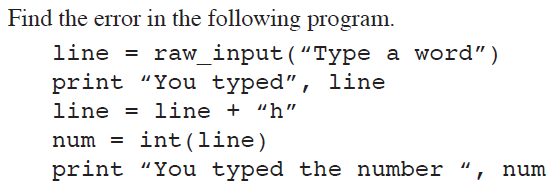 Find the error in the following program.
line = raw_input(“Type a word”)
print “You typed”, line
line = line + “h”
num = int(line)
print “You typed the number “, num